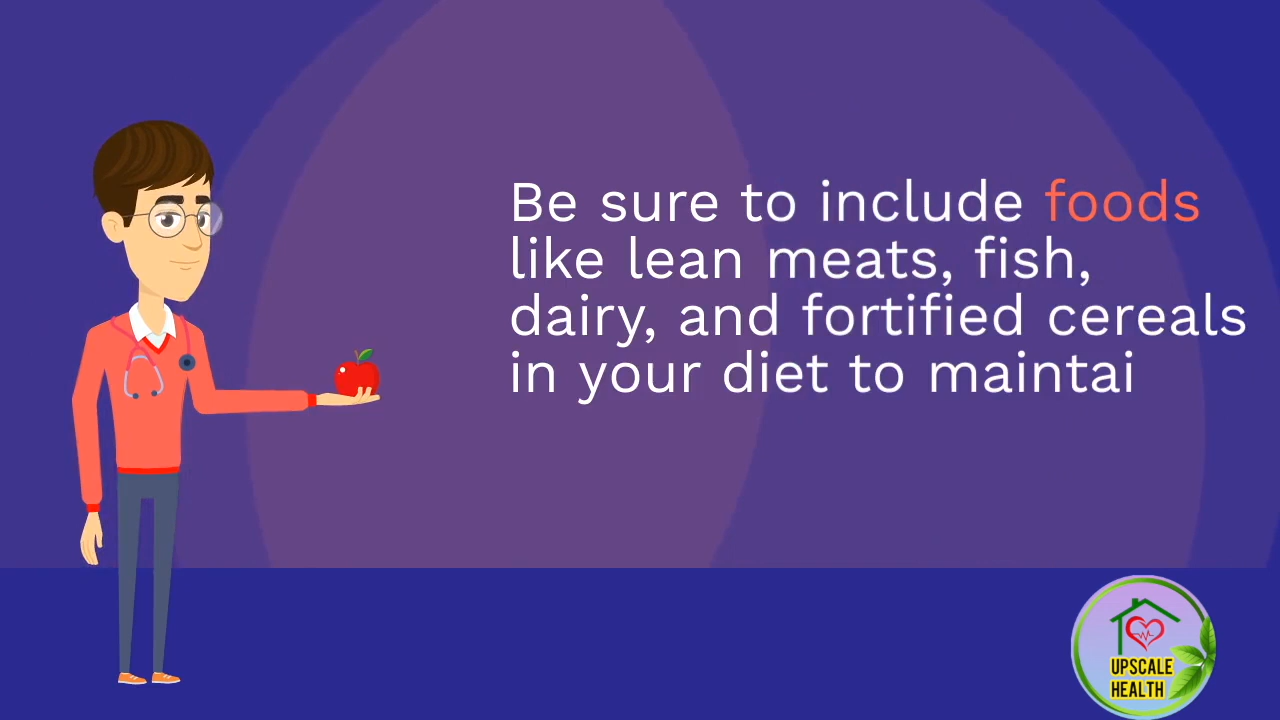 Be sure to include foods
like lean meats, fish,
dairy, and fortified cereals
in your diet to maintai
UPSCALE
HEALTH